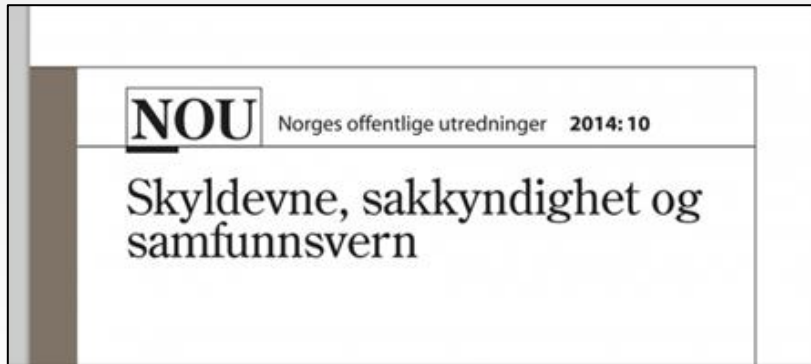 NOU Norges offentlige utredninger 2014: 10
Skyldevne, sakkyndighet og
samfunnsvern